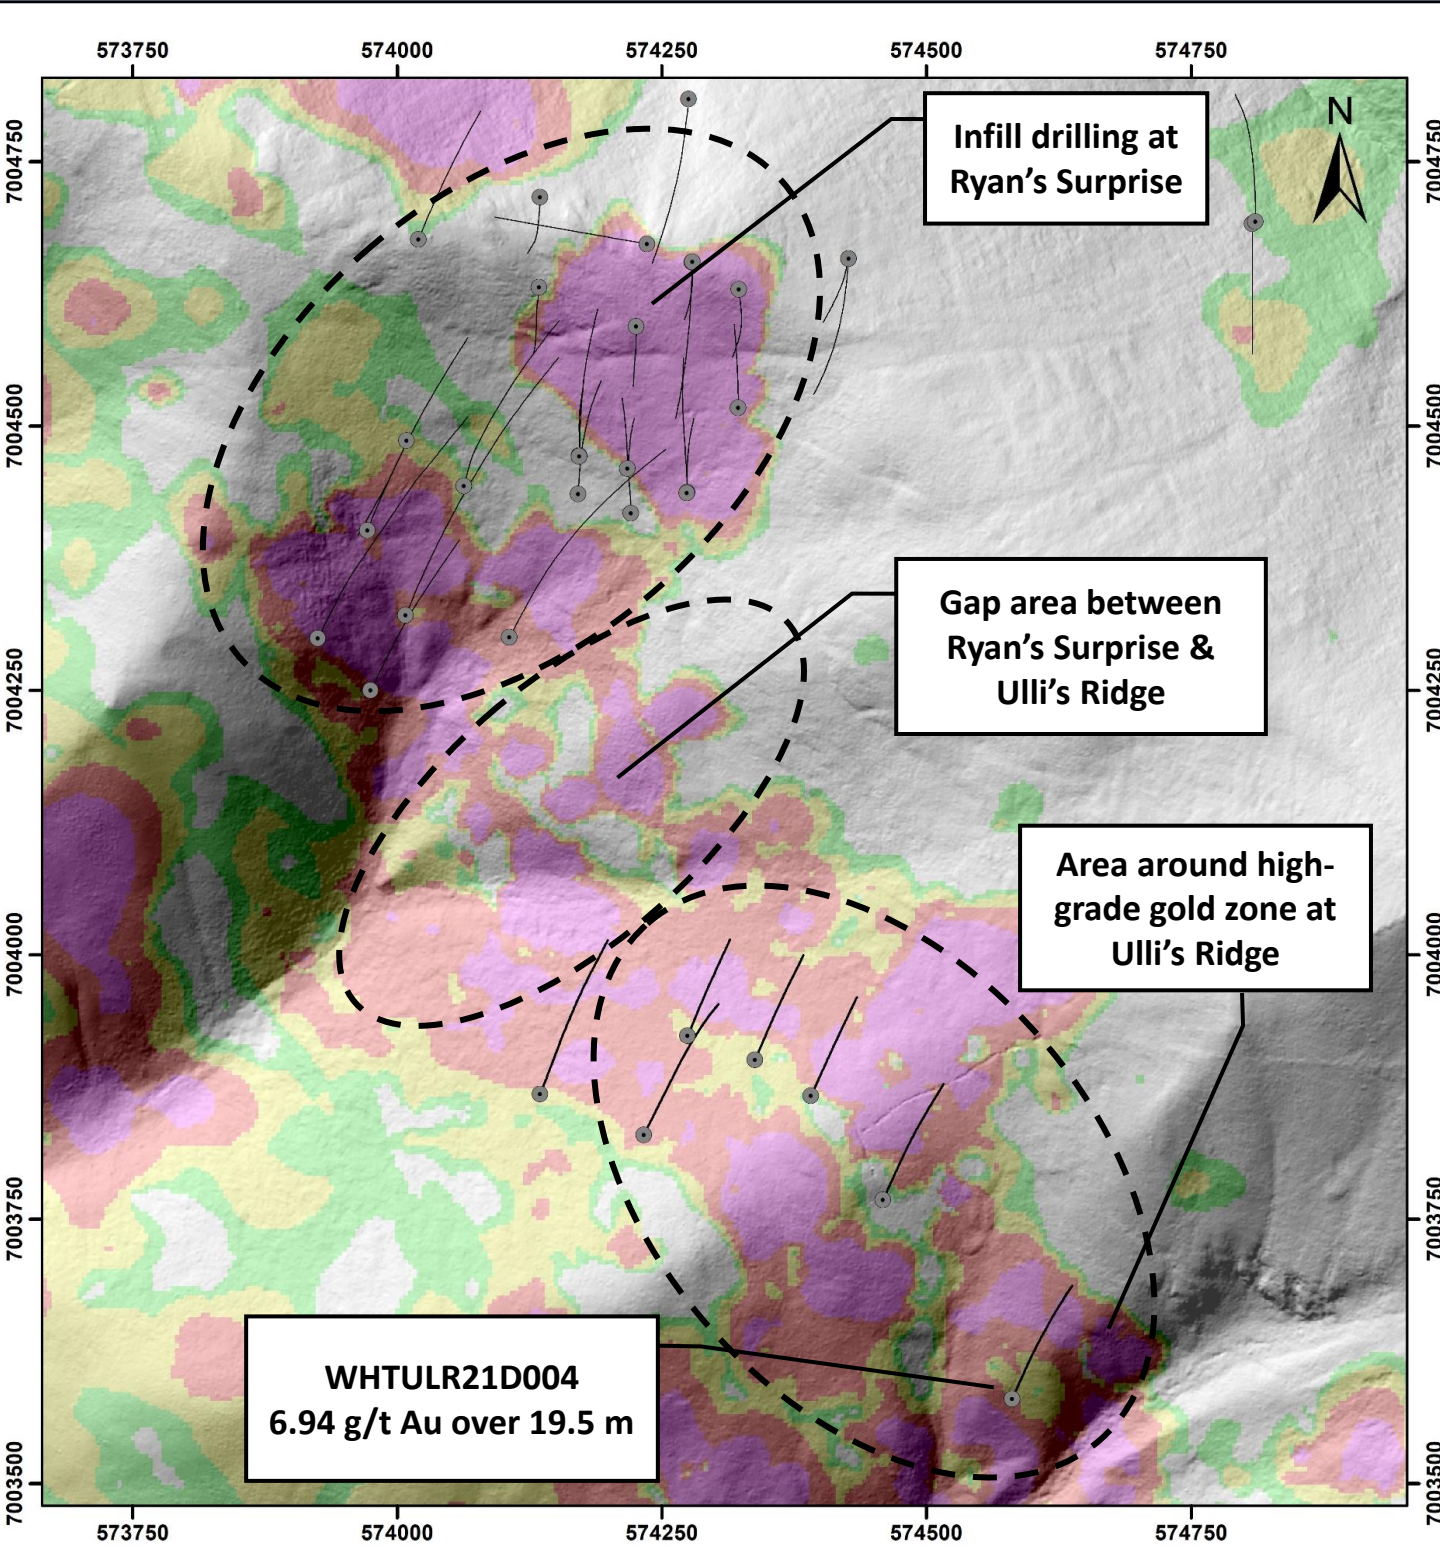 573750 574000 574250 574500 574750
N
7004750 7004750
Infill drilling at
Ryan's Surprise
7004500 7004500
Gap area between
Ryan's Surprise &
Ulli's Ridge
7004250 7004250
Area around high-
grade gold zone at
Ulli's Ridge
7004000 7004000
7003750 7003750
WHTULR21D004
6.94 g/t Au over 19.5 m
7003500 7003500
573750 574000 574250 574500 574750